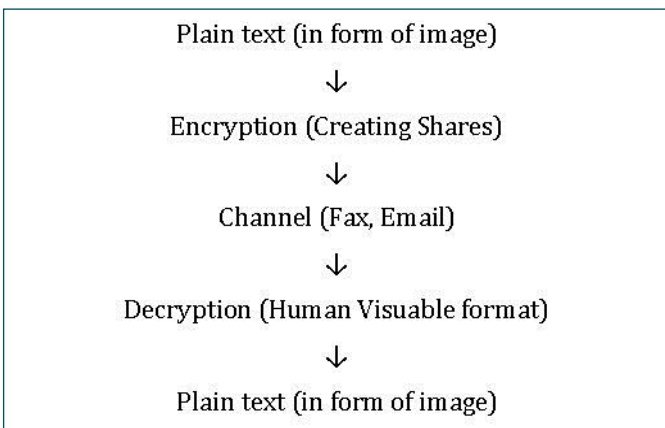 Plain text (in form of image)
↓
Encryption (Creating Shares)
↓
Channel (Fax, Email)
↓
Decryption (Human Visuable format)
↓
Plain text (in form of image)